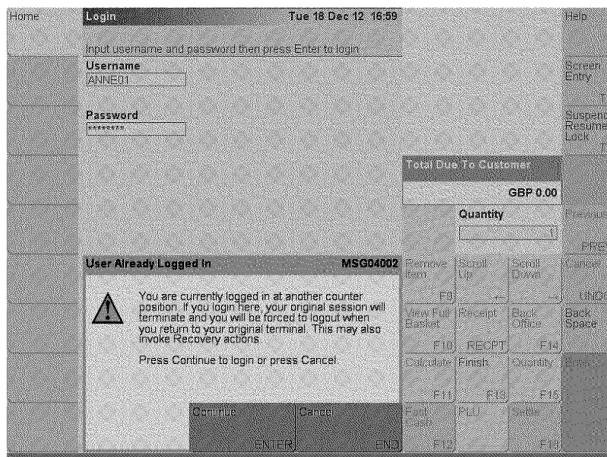 Home
Login Tue 18 Dec 12 16:59
Help
Input username and password then press Enter to login
Username
ANNE01
Screen
Entry
Password
********
Suspend
Resume
Lock
Total Due To Customer
GBP 0.00
Quantity
1
Previous
PRE
User Already Logged In MSG04002
You are currently logged in at another counter
position. If you login here, your original session will
terminate and you will be forced to logout when
you return to your original terminal. This may also
invoke Recovery actions.
Press Continue to login or press Cancel.
Continue
ENTER
Cancel
END
Remove
Item
F9
Scroll
Up
←
Scroll
Down
→
Cancel
UNDO
View Full
Basket
F10
Receipt
RECPT
Back
Office
F14
Back
Space
Calculate
F11
Finish
F13
Quantity
F15
Enter
Fast
Cash
F12
PLU
Settle